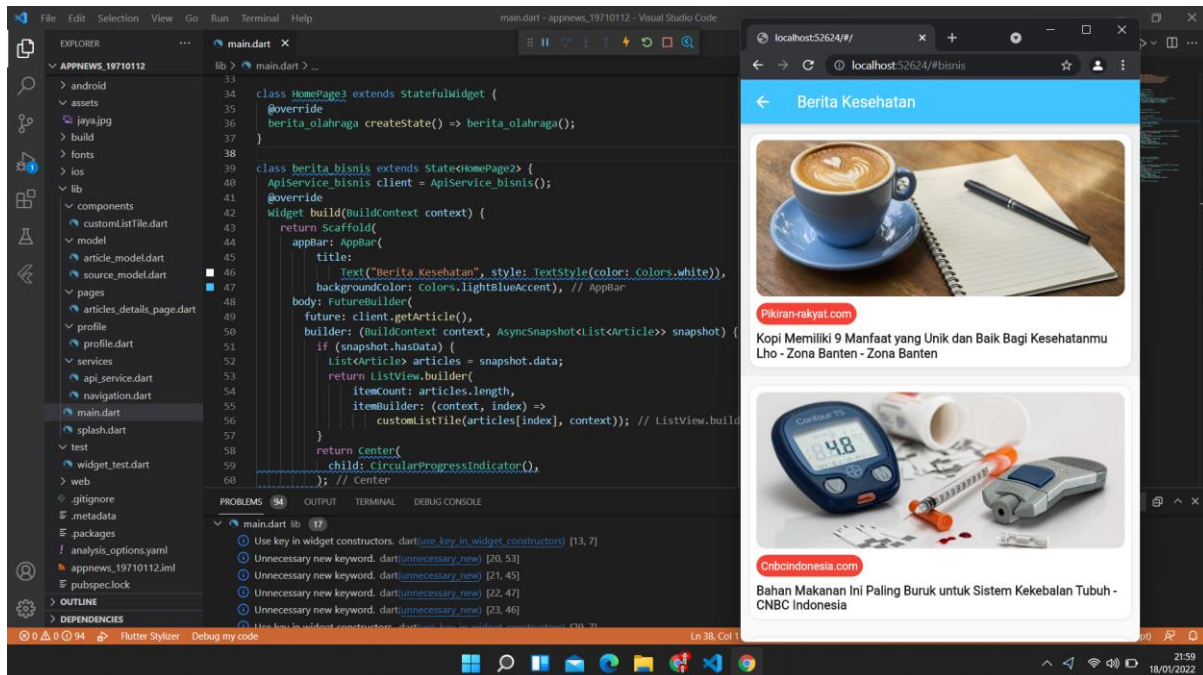 File Edit Selection View Go Run Terminal Help
main.dart - appnews_19710112 - Visual Studio Code
EXPLORER
APPNEWS_19710112
android
assets
jaya.jpg
build
fonts
ios
lib
components
customListTile.dart
model
article_model.dart
source_model.dart
pages
articles_details_page.dart
profile
profile.dart
services
api_service.dart
navigation.dart
main.dart
splash.dart
test
widget_test.dart
web
.gitignore
.metadata
.packages
analysis_options.yaml
appnews_19710112.iml
pubspec.lock
OUTLINE
DEPENDENCIES
main.dart
lib > main.dart > ...
33
34 class HomePage3 extends StatefulWidget {
35 @override
36 berita_olahraga createState() => berita_olahraga();
37 }
38
39 class berita_bisnis extends State<HomePage2> {
40 ApiService_bisnis client = ApiService_bisnis();
41 @override
42 Widget build(BuildContext context) {
43 return Scaffold(
44 appBar: AppBar(
45 title:
46 Text("Berita Kesehatan", style: TextStyle(color: Colors.white)),
47 backgroundColor: Colors.lightBlueAccent), // AppBar
48 body: FutureBuilder(
49 future: client.getArticle(),
50 builder: (BuildContext context, AsyncSnapshot<List<Article>> snapshot) {
51 if (snapshot.hasData) {
52 List<Article> articles = snapshot.data;
53 return ListView.builder(
54 itemCount: articles.length,
55 itemBuilder: (context, index) =>
56 customListTile(articles[index], context)); // ListView.build
57 }
58 return Center(
59 child: CircularProgressIndicator(),
60 ); // Center
PROBLEMS 94 OUTPUT TERMINAL DEBUG CONSOLE
main.dart lib 17
Use key in widget constructors. dart(use_key_in_widget_constructors) [13, 7]
Unnecessary new keyword. dart(unnecessary_new) [20, 53]
Unnecessary new keyword. dart(unnecessary_new) [21, 45]
Unnecessary new keyword. dart(unnecessary_new) [22, 47]
Unnecessary new keyword. dart(unnecessary_new) [23, 46]
Use key in widget constructors. dart(use_key_in_widget_constructors) [29, 7]
0 0 94 Flutter Stylizer Debug my code
Ln 38, Col 1
localhost:52624/#/
localhost:52624/#bisnis
Berita Kesehatan
Pikiran-rakyat.com
Kopi Memiliki 9 Manfaat yang Unik dan Baik Bagi Kesehatanmu
Lho - Zona Banten - Zona Banten
Contour TS
4.8
Cnbcindonesia.com
Bahan Makanan Ini Paling Buruk untuk Sistem Kekebalan Tubuh -
CNBC Indonesia
21:59
18/01/2022